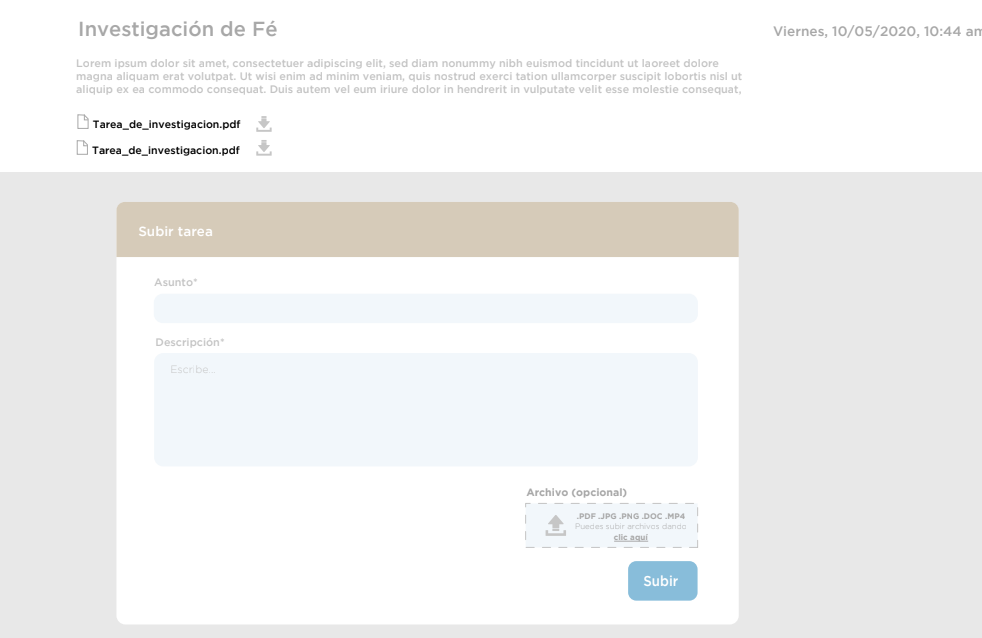 Investigación de Fé
Viernes, 10/05/2020, 10:44 am
Lorem ipsum dolor sit amet, consectetuer adipiscing elit, sed diam nonummy nibh euismod tincidunt ut laoreet dolore
magna aliquam erat volutpat. Ut wisi enim ad minim veniam, quis nostrud exerci tation ullamcorper suscipit lobortis nisl ut
aliquip ex ea commodo consequat. Duis autem vel eum iriure dolor in hendrerit in vulputate velit esse molestie consequat,
Tarea_de_investigacion.pdf
Tarea_de_investigacion.pdf
Subir tarea
Asunto*
Descripción*
Escribe...
Archivo (opcional)
.PDF .JPG .PNG .DOC .MP4
Puedes subir archivos dando
clic aquí
Subir